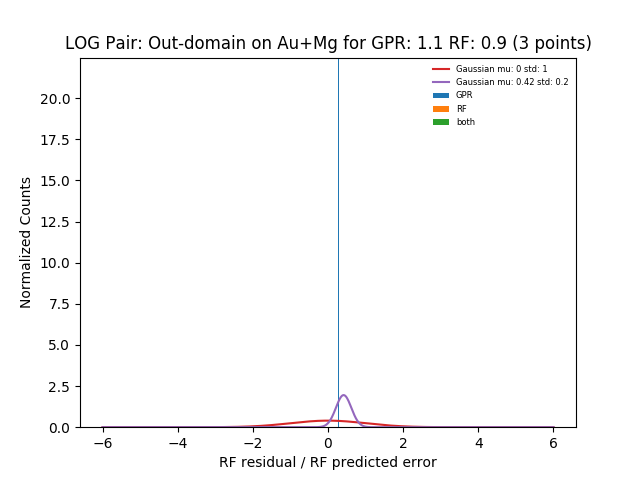 LOG Pair: Out-domain on Au+Mg for GPR: 1.1 RF: 0.9 (3 points)
Gaussian mu: 0 std: 1
Gaussian mu: 0.42 std: 0.2
GPR
RF
both
Normalized Counts
20.0
17.5
15.0
12.5
10.0
7.5
5.0
2.5
0.0
−6
−4
−2
0
2
4
6
RF residual / RF predicted error